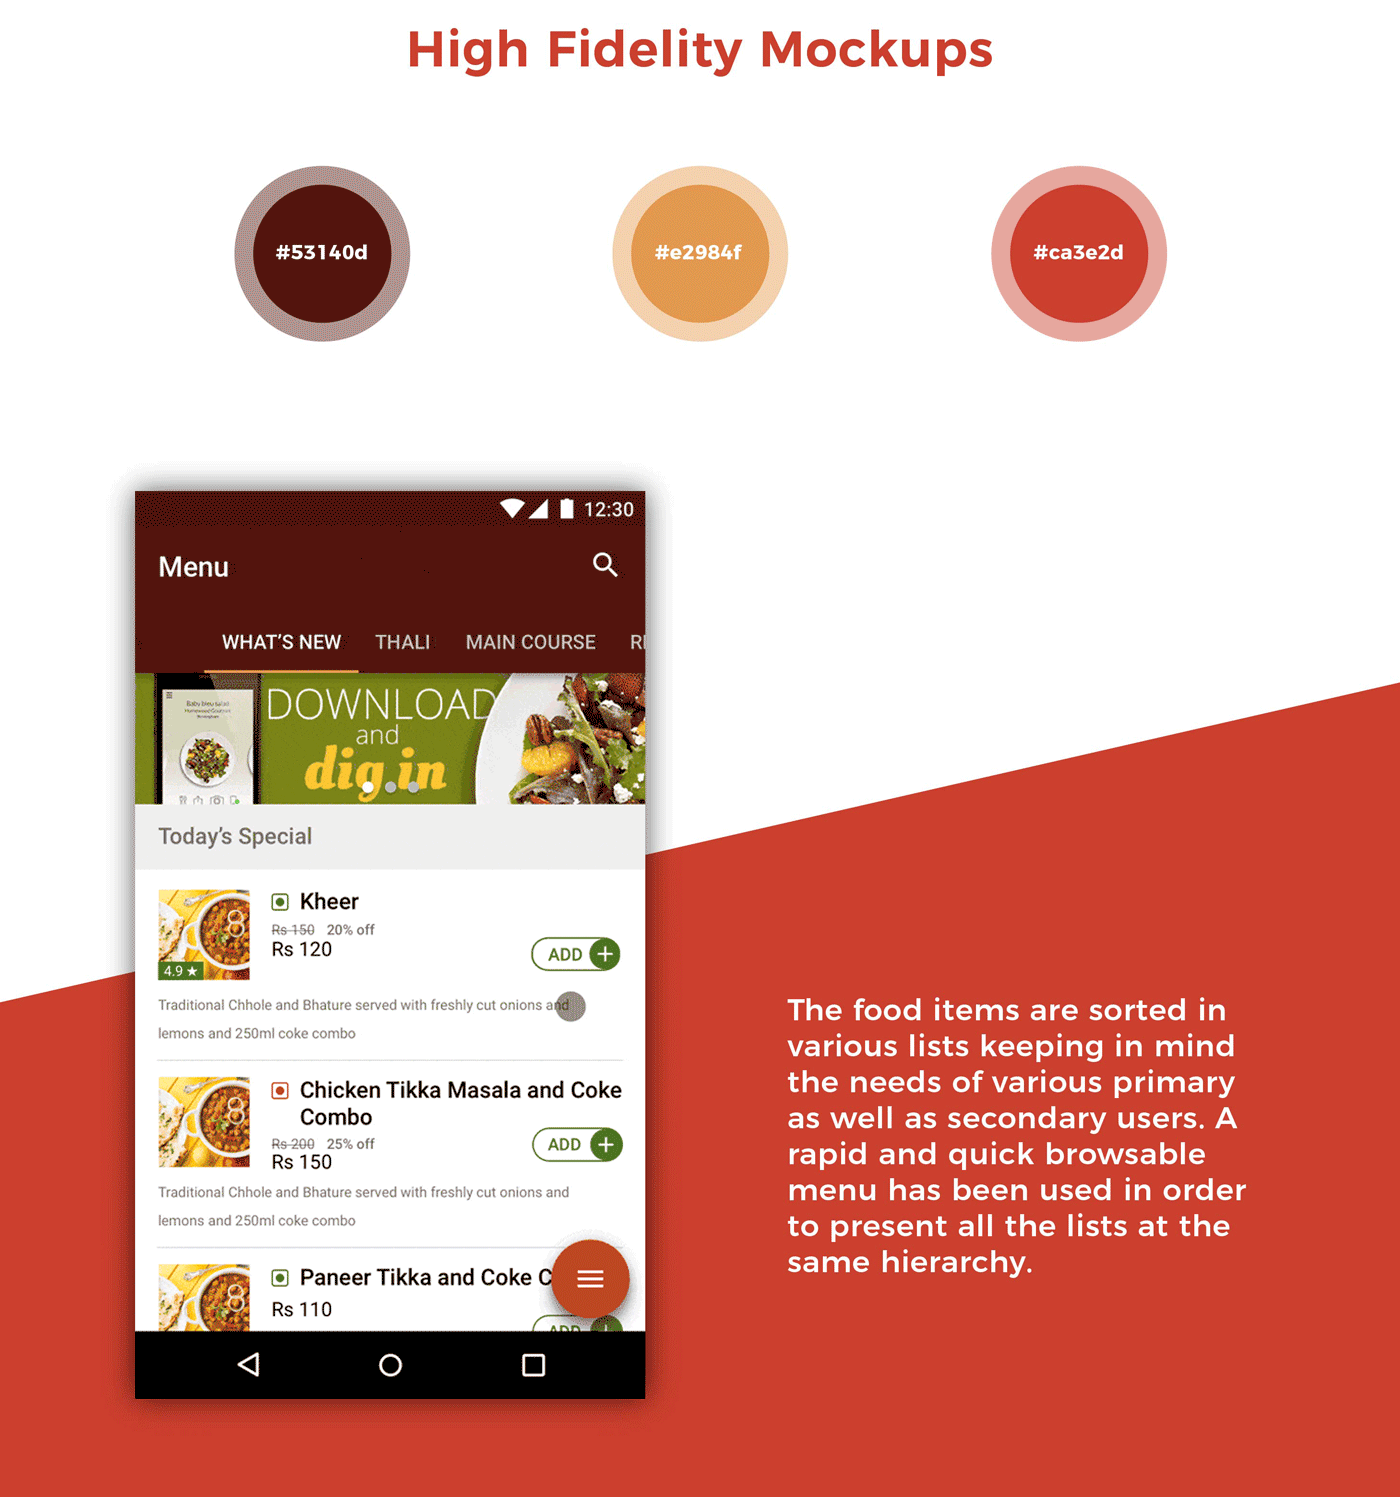 High Fidelity Mockups
#53140d
#e2984f
#ca3e2d
12:30
Menu
WHAT'S NEW THALI MAIN COURSE
Baby bleu salad
DOWNLOAD
and
dig in
Today's Special
Kheer
Rs 150 20% off
Rs 120
ADD
4.9 ★
Traditional Chhole and Bhature served with freshly cut onions and
lemons and 250ml coke combo
Chicken Tikka Masala and Coke
Combo
Rs 200 25% off
Rs 150
ADD
Traditional Chhole and Bhature served with freshly cut onions and
lemons and 250ml coke combo
Paneer Tikka and Coke C
Rs 110
ADD
The food items are sorted in
various lists keeping in mind
the needs of various primary
as well as secondary users. A
rapid and quick browsable
menu has been used in order
to present all the lists at the
same hierarchy.